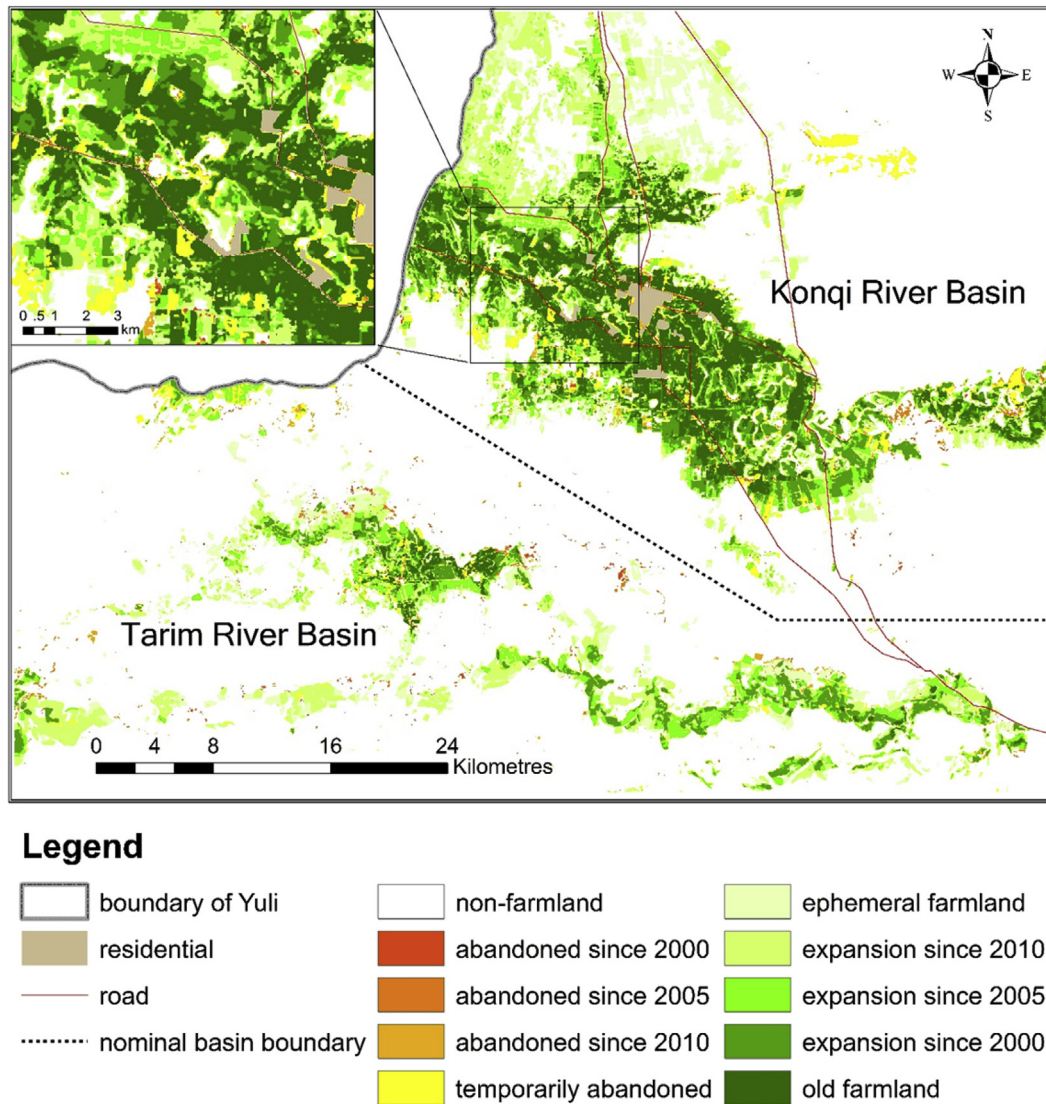 N
W E
S
0 .5 1 2 3
km
Konqi River Basin
Tarim River Basin
0 4 8 16 24
Kilometres
Legend
boundary of Yuli
residential
road
nominal basin boundary
non-farmland
abandoned since 2000
abandoned since 2005
abandoned since 2010
temporarily abandoned
ephemeral farmland
expansion since 2010
expansion since 2005
expansion since 2000
old farmland